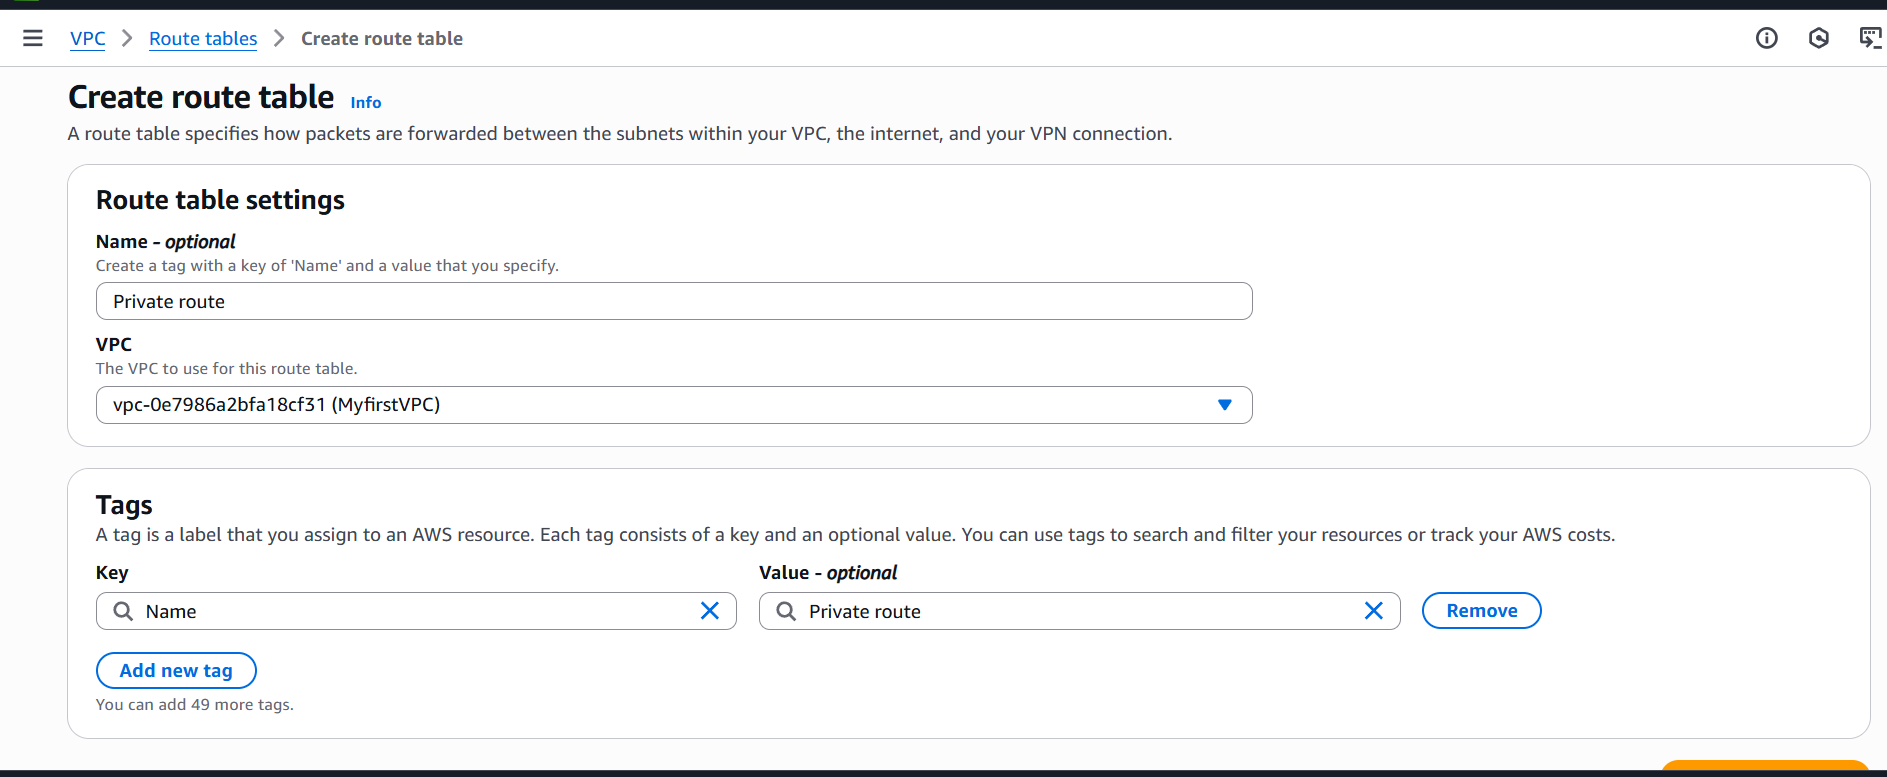 VPC > Route tables > Create route table
Create route table Info
A route table specifies how packets are forwarded between the subnets within your VPC, the internet, and your VPN connection.
Route table settings
Name - optional
Create a tag with a key of 'Name' and a value that you specify.
Private route
VPC
The VPC to use for this route table.
vpc-0e7986a2bfa18cf31 (MyfirstVPC)
Tags
A tag is a label that you assign to an AWS resource. Each tag consists of a key and an optional value. You can use tags to search and filter your resources or track your AWS costs.
Key Value - optional
Name Private route Remove
Add new tag
You can add 49 more tags.